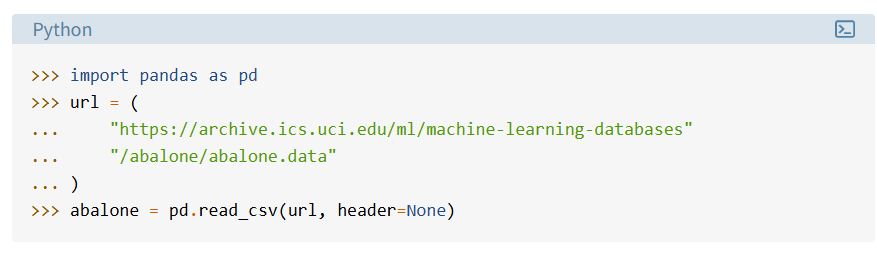 Python
>>> import pandas as pd
>>> url = (
...     "https://archive.ics.uci.edu/ml/machine-learning-databases"
...     "/abalone/abalone.data"
... )
>>> abalone = pd.read_csv(url, header=None)